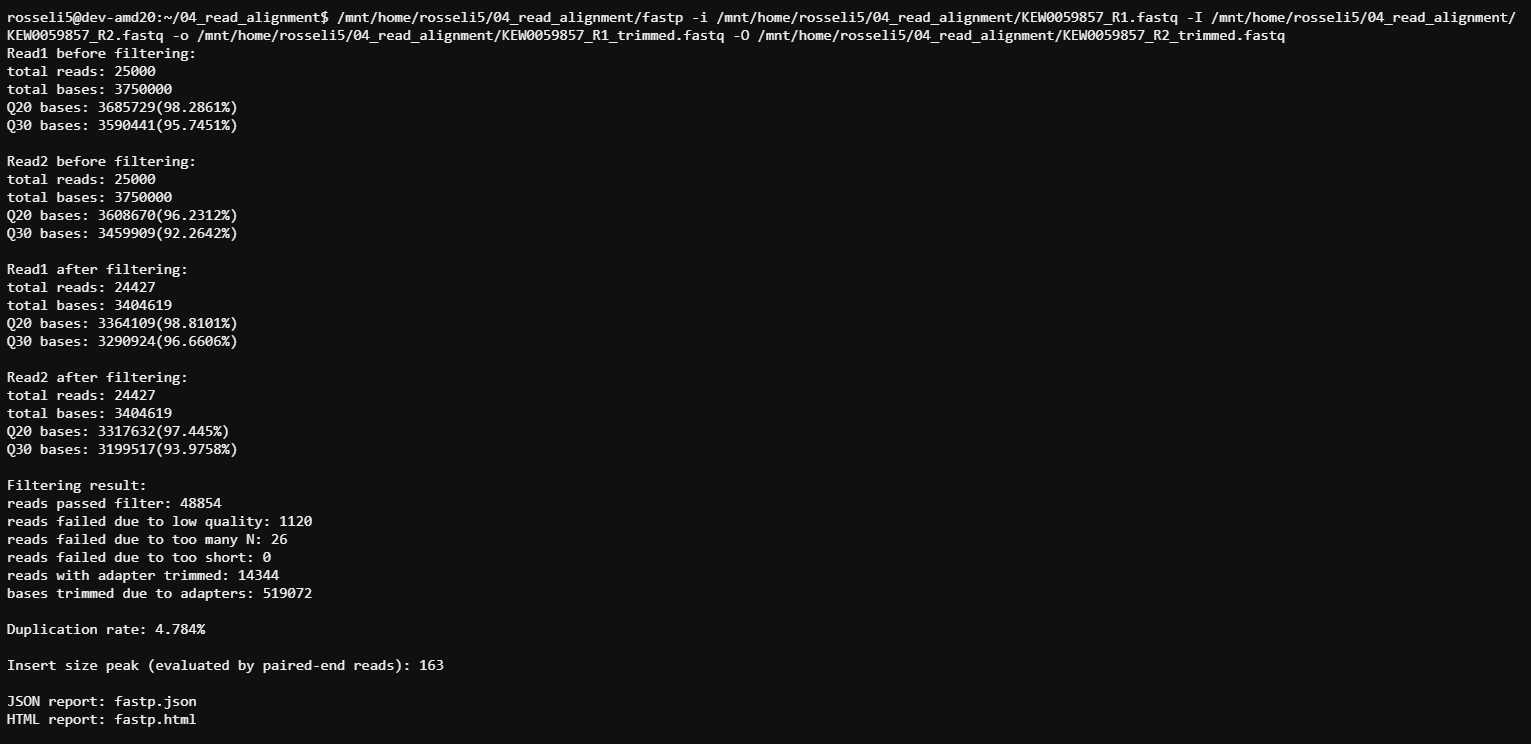 rosseli5@dev-amd20:~/04_read_alignment$ /mnt/home/rosseli5/04_read_alignment/fastp -i /mnt/home/rosseli5/04_read_alignment/KEW0059857_R1.fastq -I /mnt/home/rosseli5/04_read_alignment/
KEW0059857_R2.fastq -o /mnt/home/rosseli5/04_read_alignment/KEW0059857_R1_trimmed.fastq -O /mnt/home/rosseli5/04_read_alignment/KEW0059857_R2_trimmed.fastq
Read1 before filtering:
total reads: 25000
total bases: 3750000
Q20 bases: 3685729(98.2861%)
Q30 bases: 3590441(95.7451%)

Read2 before filtering:
total reads: 25000
total bases: 3750000
Q20 bases: 3608670(96.2312%)
Q30 bases: 3459909(92.2642%)

Read1 after filtering:
total reads: 24427
total bases: 3404619
Q20 bases: 3364109(98.8101%)
Q30 bases: 3290924(96.6606%)

Read2 after filtering:
total reads: 24427
total bases: 3404619
Q20 bases: 3317632(97.445%)
Q30 bases: 3199517(93.9758%)

Filtering result:
reads passed filter: 48854
reads failed due to low quality: 1120
reads failed due to too many N: 26
reads failed due to too short: 0
reads with adapter trimmed: 14344
bases trimmed due to adapters: 519072

Duplication rate: 4.784%

Insert size peak (evaluated by paired-end reads): 163

JSON report: fastp.json
HTML report: fastp.html